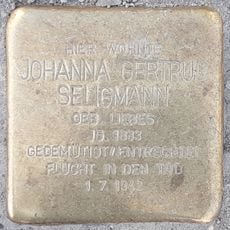 HIER WOHNTE
JOHANNA GERTRUD
SELIGMANN
GEB. LIEBES
JG. 1883
GEDEMÜTIGT/ENTRECHTET
FLUCHT IN DEN TOD
1.7.1942